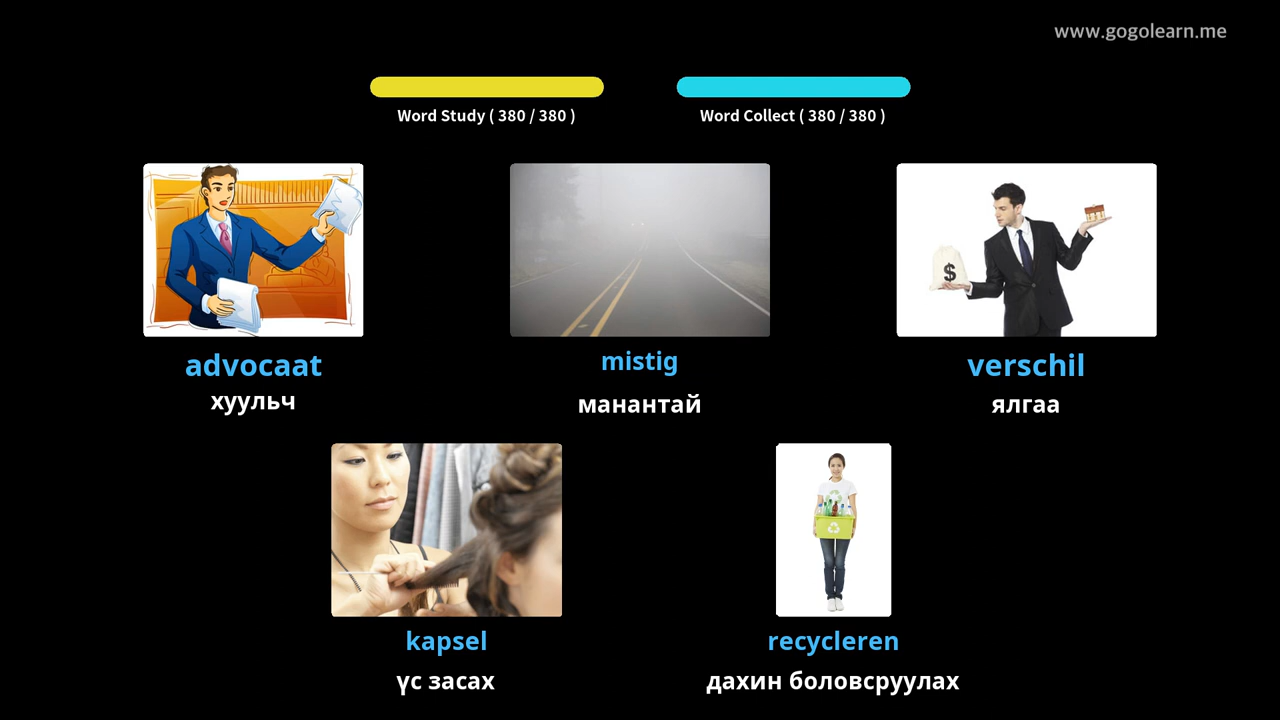 www.gogolearn.me
Word Study ( 380 / 380 )
Word Collect ( 380 / 380 )
$
advocaat
хуульч
mistig
манантай
verschil
ялгаа
kapsel
үс засах
recycleren
дахин боловсруулах